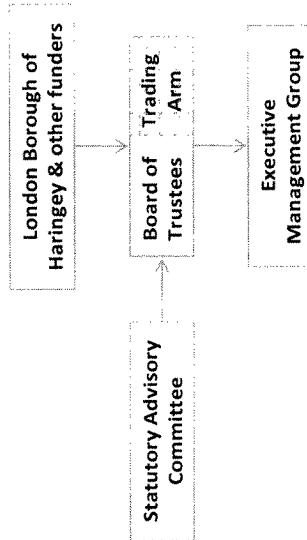 London Borough of
Haringey & other funders
Board of
Trustees
Trading
Arm
Statutory Advisory
Committee
Executive
Management Group